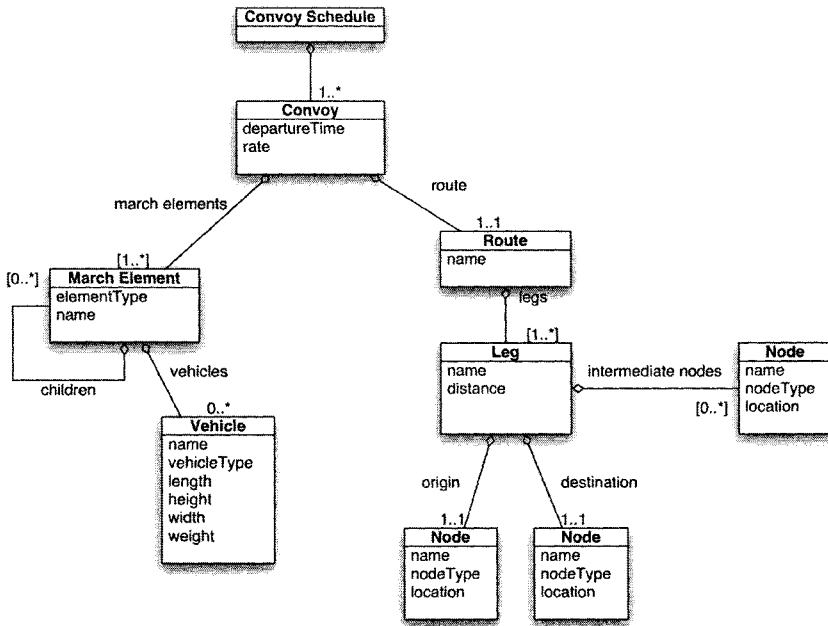 Convoy Schedule
1..*
Convoy
departureTime
rate
march elements
route
[1..*]
1..1
[0..*]
March Element
elementType
name
children
vehicles
0..*
Vehicle
name
vehicleType
length
height
width
weight
Route
name
legs
[1..*]
Leg
name
distance
intermediate nodes
[0..*]
Node
name
nodeType
location
origin
destination
1..1
1..1
Node
name
nodeType
location
Node
name
nodeType
location